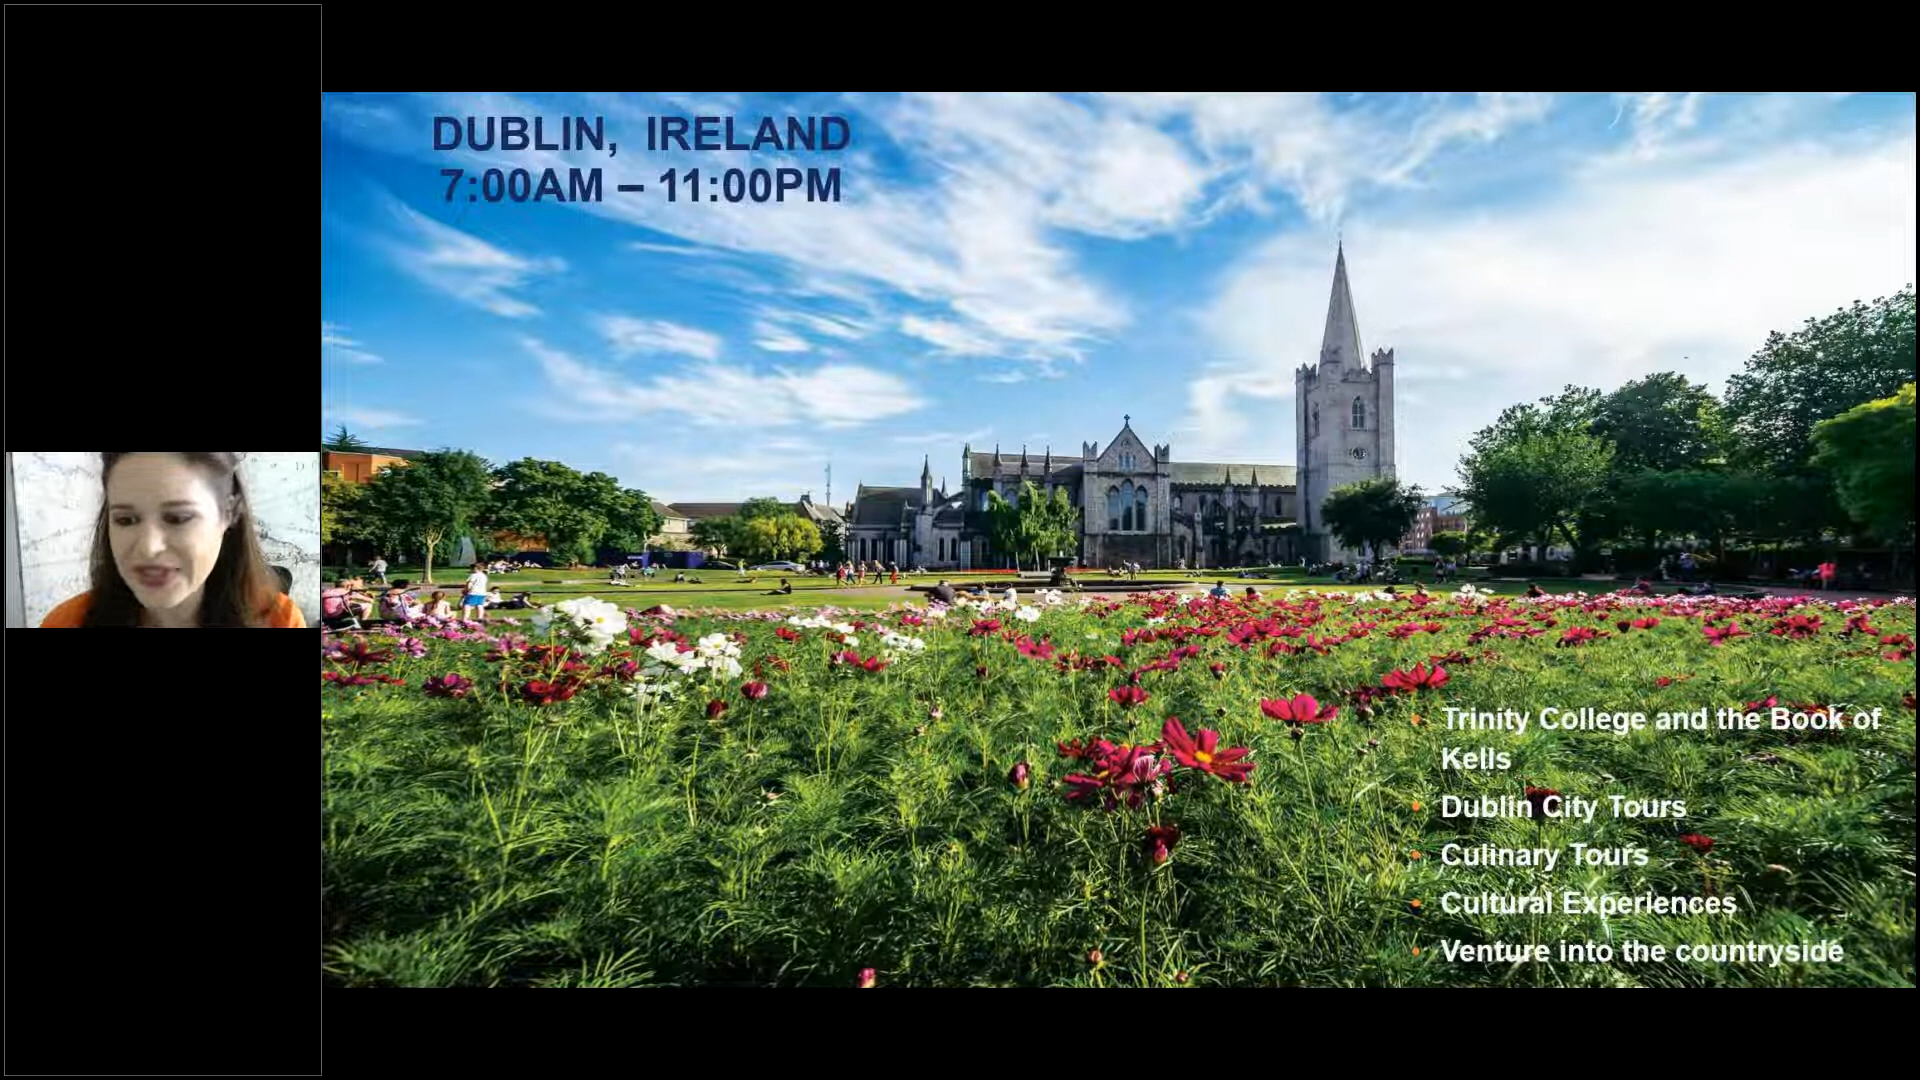 DUBLIN, IRELAND
7:00AM – 11:00PM
Trinity College and the Book of
Kells
Dublin City Tours
Culinary Tours
Cultural Experiences
Venture into the countryside